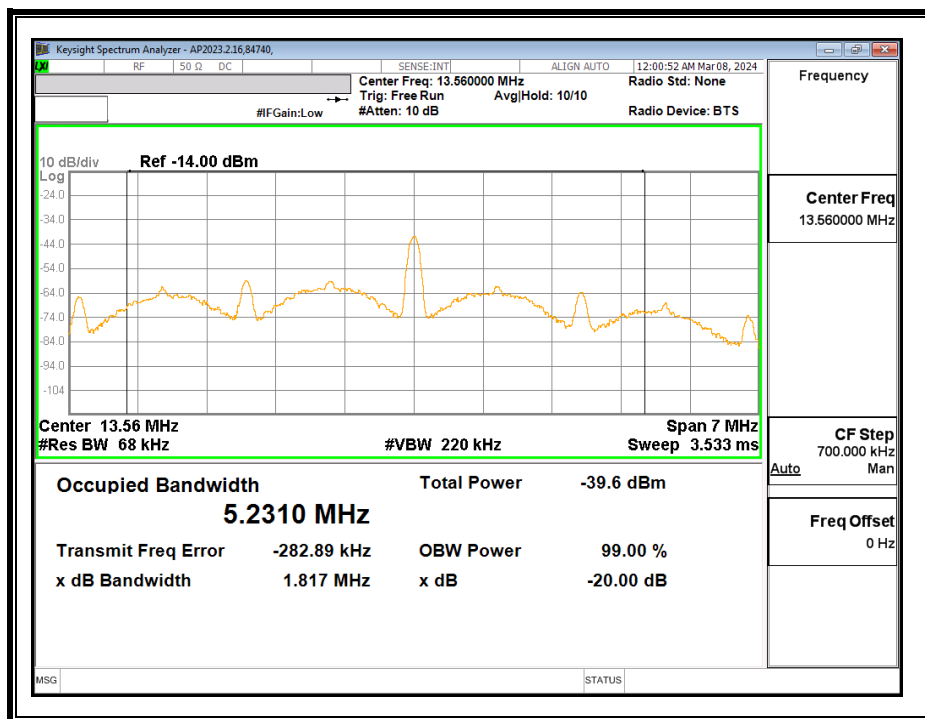 Keysight Spectrum Analyzer - AP2023.2.16,84740,
LXI RF 50 Ω DC SENSE:INT ALIGN AUTO 12:00:52 AM Mar 08, 2024
Center Freq: 13.560000 MHz Radio Std: None
Trig: Free Run Avg|Hold: 10/10
#IFGain:Low #Atten: 10 dB Radio Device: BTS
Frequency
10 dB/div Ref -14.00 dBm
Log
-24.0
-34.0
-44.0
-54.0
-64.0
-74.0
-84.0
-94.0
-104
Center 13.56 MHz Span 7 MHz
#Res BW 68 kHz #VBW 220 kHz Sweep 3.533 ms
Occupied Bandwidth Total Power -39.6 dBm
5.2310 MHz
Transmit Freq Error -282.89 kHz OBW Power 99.00 %
x dB Bandwidth 1.817 MHz x dB -20.00 dB
Center Freq
13.560000 MHz
CF Step
700.000 kHz
Auto Man
Freq Offset
0 Hz
MSG STATUS